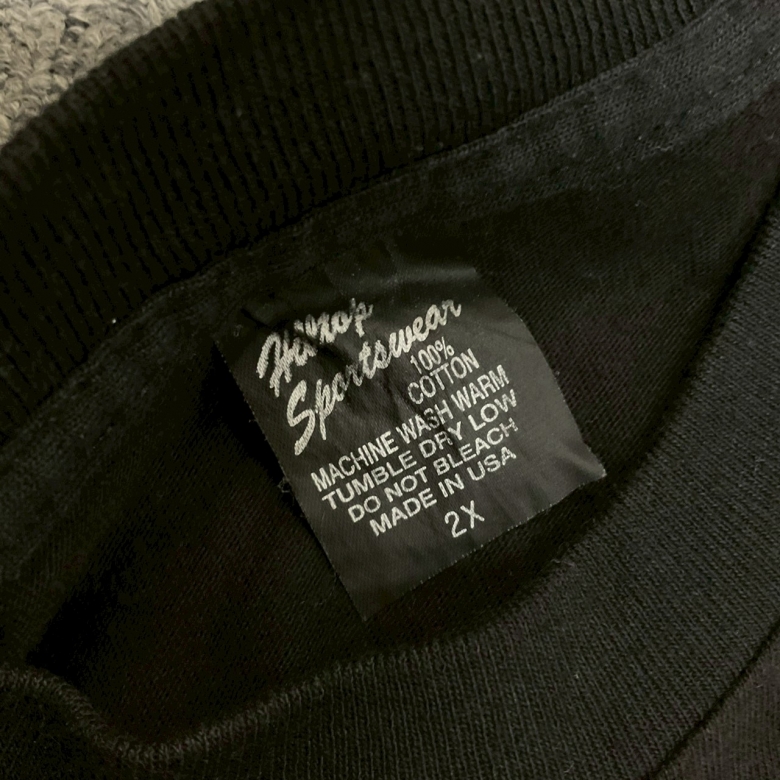 Hilltop
Sportswear
100%
COTTON
MACHINE WASH WARM
TUMBLE DRY LOW
DO NOT BLEACH
MADE IN USA
2X